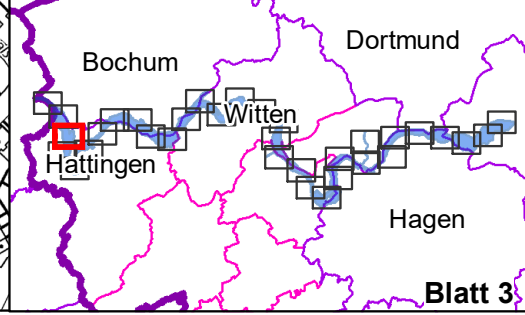 Dortmund
Bochum
Witten
Hattingen
Hagen
Blatt 3